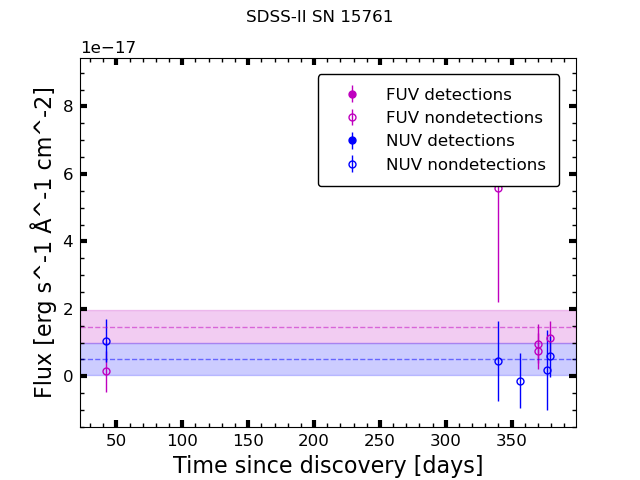 SDSS-II SN 15761
1e−17
FUV detections
FUV nondetections
NUV detections
NUV nondetections
8
6
4
2
0
Flux [erg s^-1 Å^-1 cm^-2]
50 100 150 200 250 300 350
Time since discovery [days]